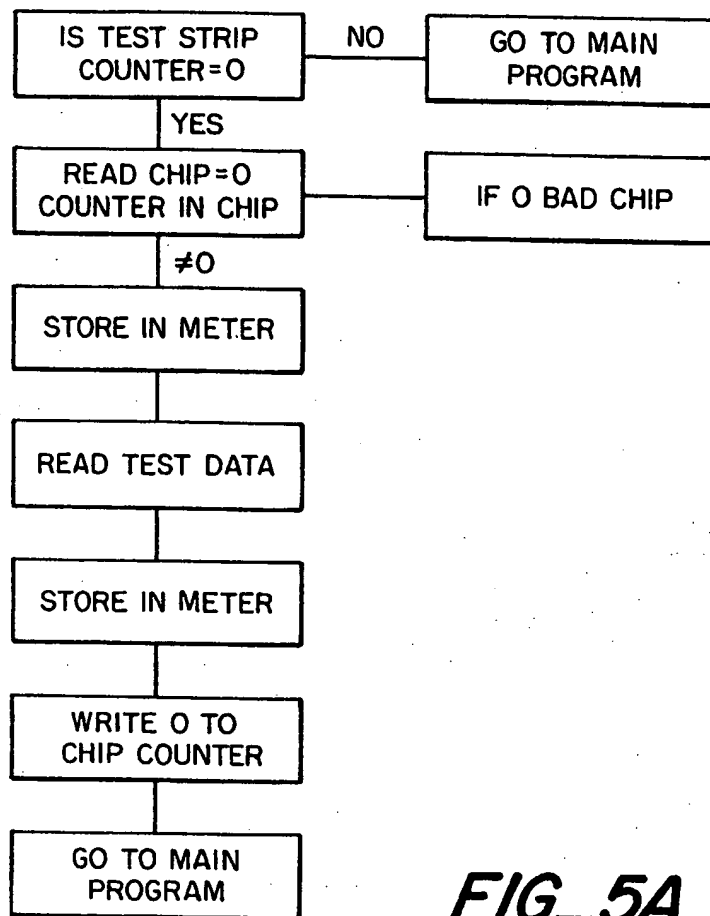 IS TEST STRIP
COUNTER=0
NO
GO TO MAIN
PROGRAM
YES
READ CHIP=0
COUNTER IN CHIP
IF 0 BAD CHIP
≠0
STORE IN METER
READ TEST DATA
STORE IN METER
WRITE 0 TO
CHIP COUNTER
GO TO MAIN
PROGRAM
FIG. 5A